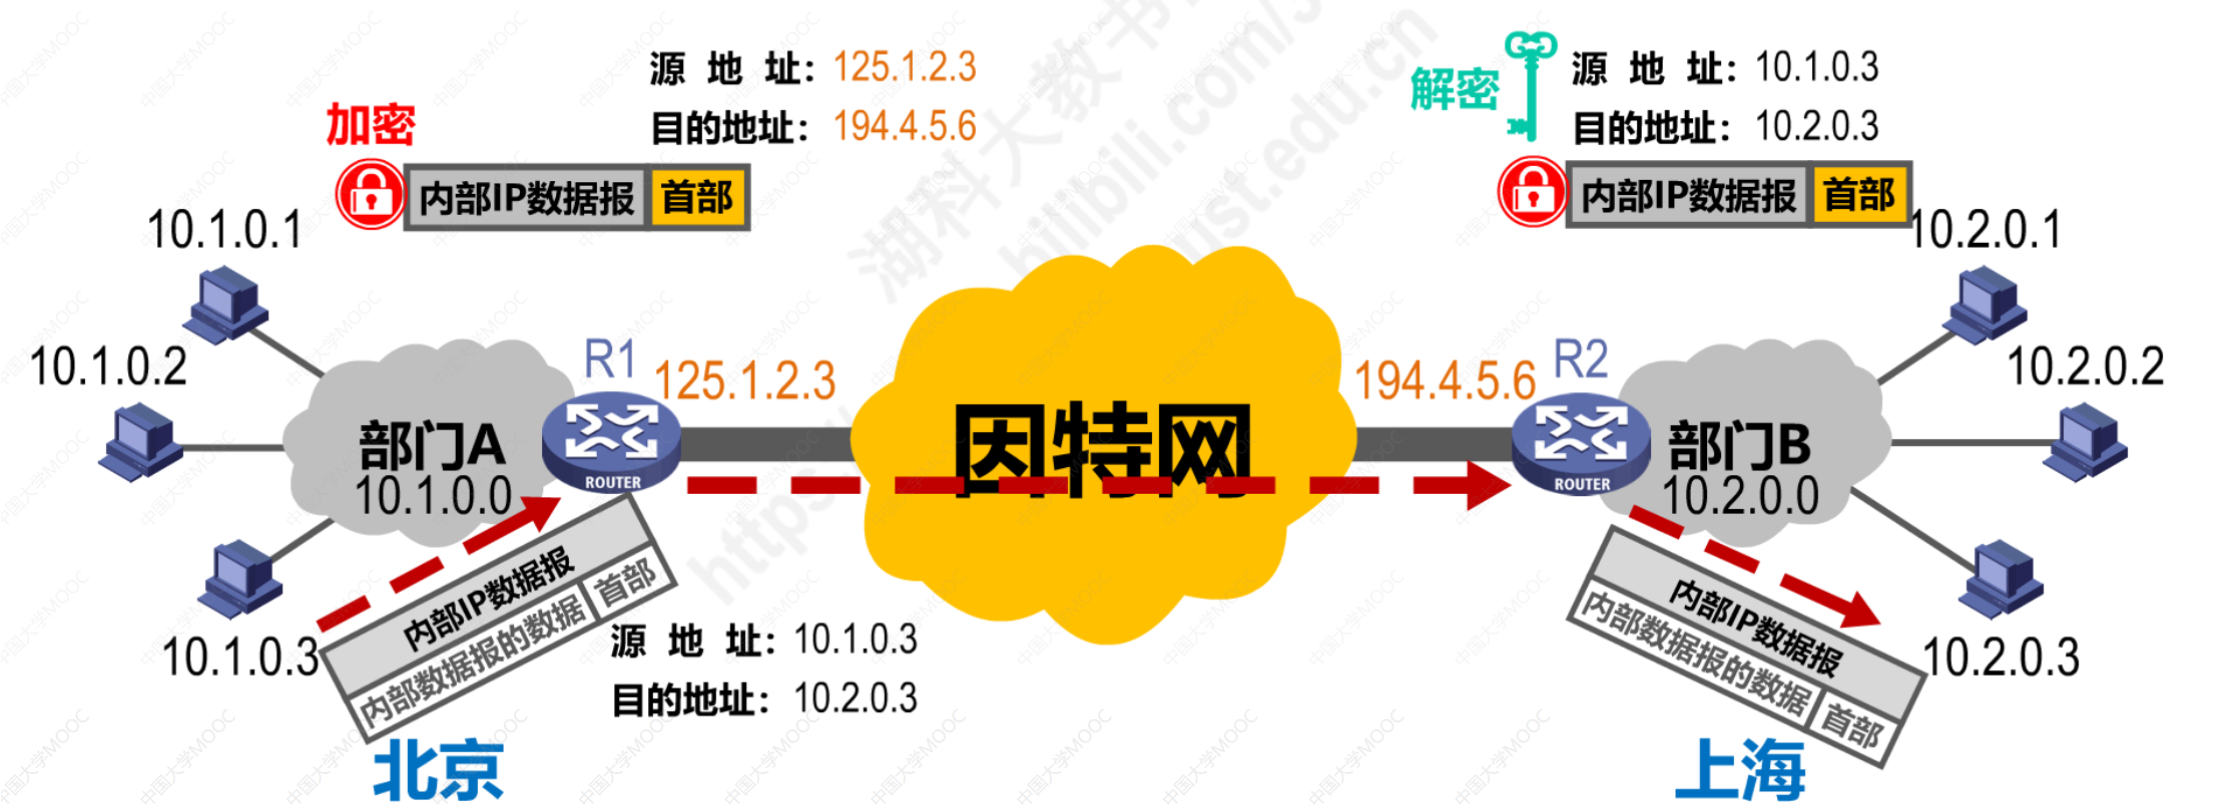 源 地 址：125.1.2.3
目的地址：194.4.5.6
加密
内部IP数据报 首部
解密
源 地 址：10.1.0.3
目的地址：10.2.0.3
内部IP数据报 首部
10.1.0.1
10.1.0.2
10.1.0.3
部门A
10.1.0.0
R1
ROUTER
125.1.2.3
因特网
194.4.5.6
R2
ROUTER
部门B
10.2.0.0
10.2.0.1
10.2.0.2
10.2.0.3
内部IP数据报
内部数据报的数据 首部
源 地 址：10.1.0.3
目的地址：10.2.0.3
内部IP数据报
内部数据报的数据 首部
北京
上海
中国大学MOOC
湖科大教书